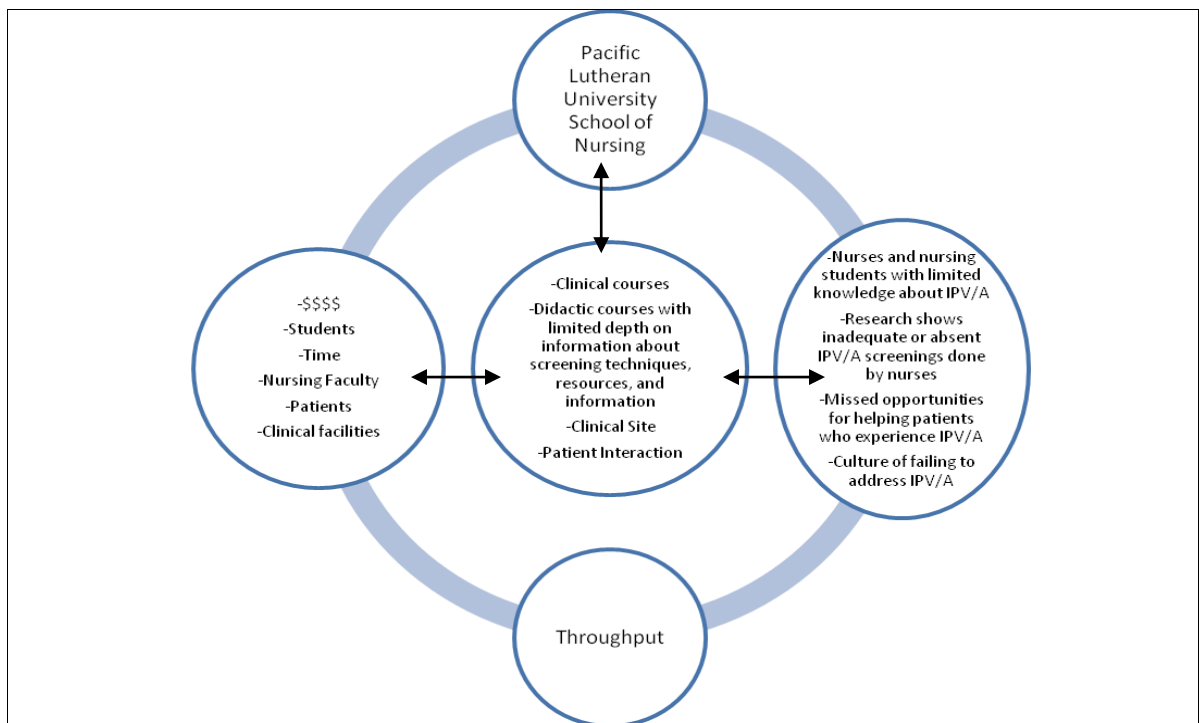 Pacific
Lutheran
University
School of
Nursing
-$$$$
-Students
-Time
-Nursing Faculty
-Patients
-Clinical facilities
-Clinical courses
-Didactic courses with
limited depth on
information about
screening techniques,
resources, and
information
-Clinical Site
-Patient Interaction
-Nurses and nursing
students with limited
knowledge about IPV/A
-Research shows
inadequate or absent
IPV/A screenings done
by nurses
-Missed opportunities
for helping patients
who experience IPV/A
-Culture of failing to
address IPV/A
Throughput